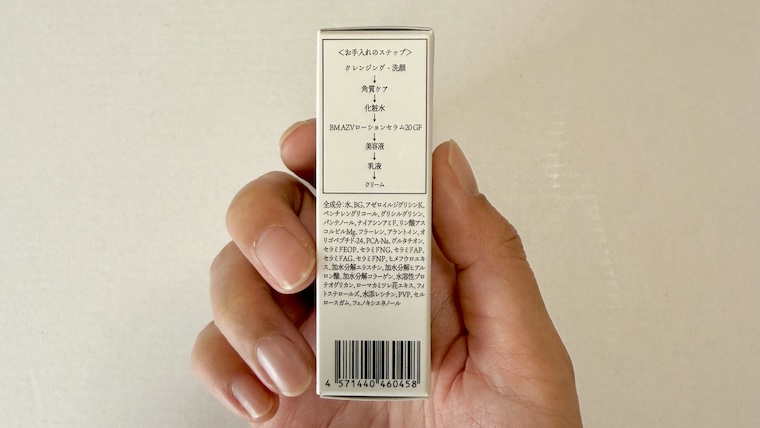 ＜お手入れのステップ＞
クレンジング・洗顔
↓
角質ケア
↓
化粧水
↓
BM AZVローションセラム20 GF
↓
美容液
↓
乳液
↓
クリーム
全成分：水、BG、アゼロイルジグリシンK、
ペンチレングリコール、グリシルグリシン、
パンテノール、ナイアシンアミド、リン酸アス
コルビルMg、フラーレン、アラントイン、オ
リゴペプチド-24、PCA-Na、グルタチオン、
セラミドEOP、セラミドNG、セラミドAP、
セラミドAG、セラミドNP、ヒメフウロエキ
ス、加水分解エラスチン、加水分解ヒアル
ロン酸、加水分解コラーゲン、水溶性プロ
テオグリカン、ローマカミツレ花エキス、フィ
トステロールズ、水添レシチン、PVP、セル
ロースガム、フェノキシエタノール
4 571440 460458